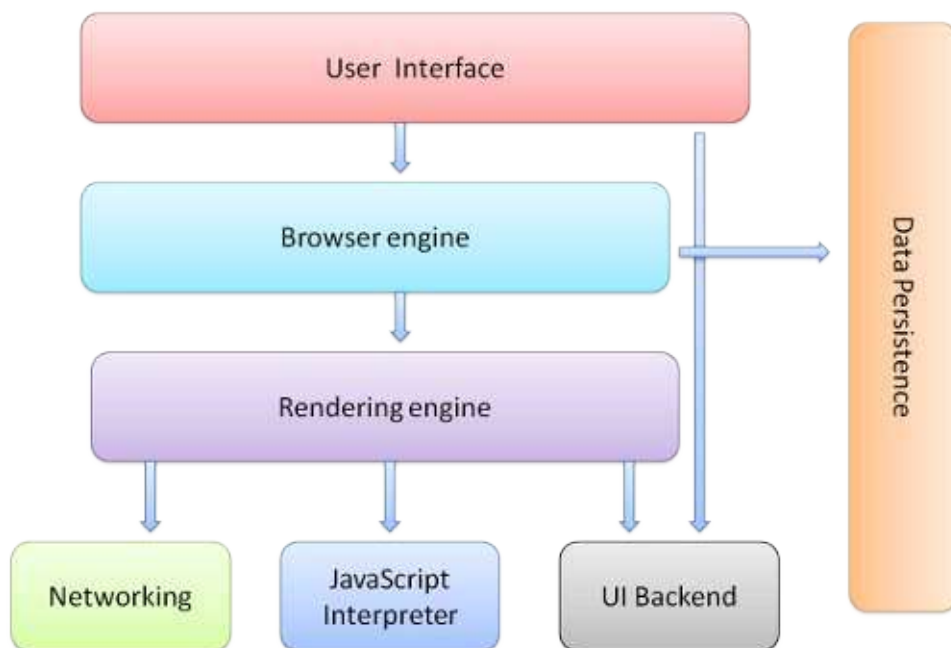 User Interface
Browser engine
Rendering engine
Networking
JavaScript
Interpreter
UI Backend
Data Persistence